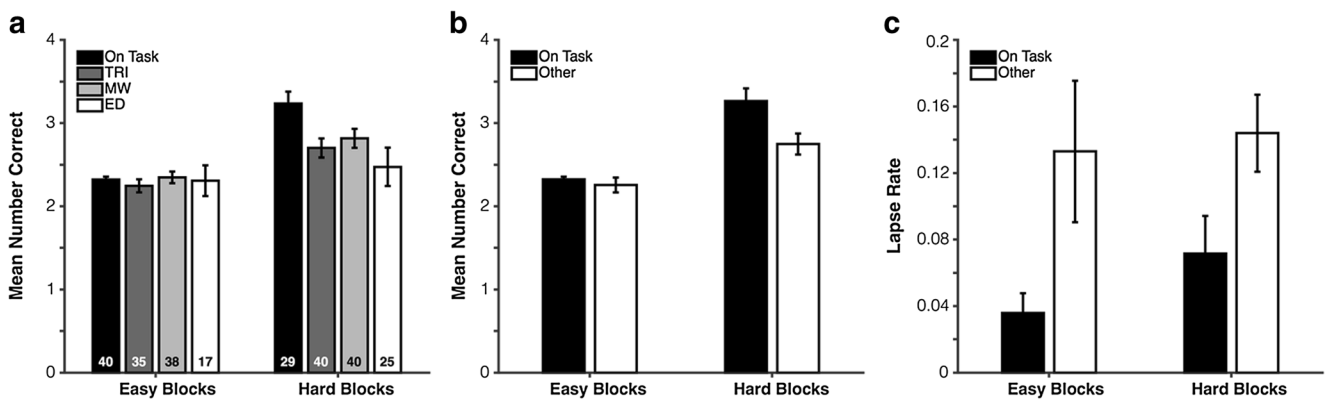 a
Mean Number Correct
4
3
2
1
0
On Task
TRI
MW
ED
40 35 38 17
29 40 40 25
Easy Blocks
Hard Blocks
b
Mean Number Correct
4
3
2
1
0
On Task
Other
Easy Blocks
Hard Blocks
c
Lapse Rate
0.2
0.16
0.12
0.08
0.04
0
On Task
Other
Easy Blocks
Hard Blocks